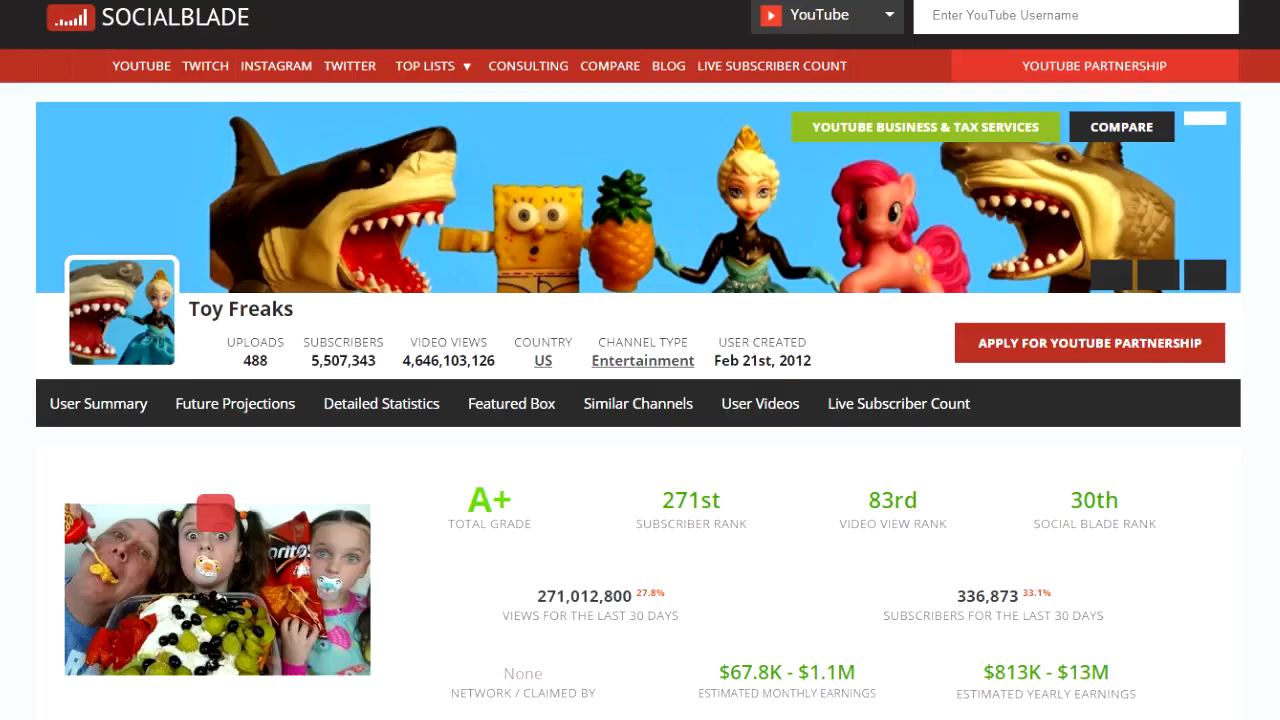 SOCIALBLADE
YouTube
Enter YouTube Username
YOUTUBE TWITCH INSTAGRAM TWITTER TOP LISTS ▼ CONSULTING COMPARE BLOG LIVE SUBSCRIBER COUNT
YOUTUBE PARTNERSHIP
YOUTUBE BUSINESS & TAX SERVICES
COMPARE
Toy Freaks
UPLOADS SUBSCRIBERS VIDEO VIEWS COUNTRY CHANNEL TYPE USER CREATED
488 5,507,343 4,646,103,126 US Entertainment Feb 21st, 2012
APPLY FOR YOUTUBE PARTNERSHIP
User Summary Future Projections Detailed Statistics Featured Box Similar Channels User Videos Live Subscriber Count
A+ 271st 83rd 30th
TOTAL GRADE SUBSCRIBER RANK VIDEO VIEW RANK SOCIAL BLADE RANK
271,012,800 27.8% 336,873 33.1%
VIEWS FOR THE LAST 30 DAYS SUBSCRIBERS FOR THE LAST 30 DAYS
None $67.8K - $1.1M $813K - $13M
NETWORK / CLAIMED BY ESTIMATED MONTHLY EARNINGS ESTIMATED YEARLY EARNINGS